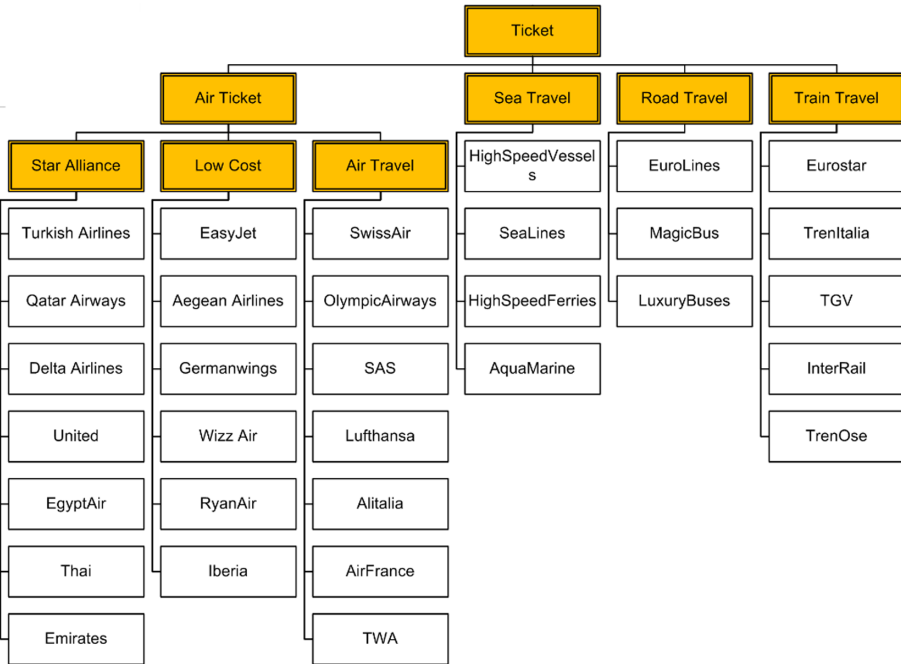 Ticket
Air Ticket
Sea Travel
Road Travel
Train Travel
Star Alliance
Low Cost
Air Travel
HighSpeedVessel
s
EuroLines
Eurostar
Turkish Airlines
EasyJet
SwissAir
SeaLines
MagicBus
TrenItalia
Qatar Airways
Aegean Airlines
OlympicAirways
HighSpeedFerries
LuxuryBuses
TGV
Delta Airlines
Germanwings
SAS
AquaMarine
InterRail
United
Wizz Air
Lufthansa
TrenOse
EgyptAir
RyanAir
Alitalia
Thai
Iberia
AirFrance
Emirates
TWA